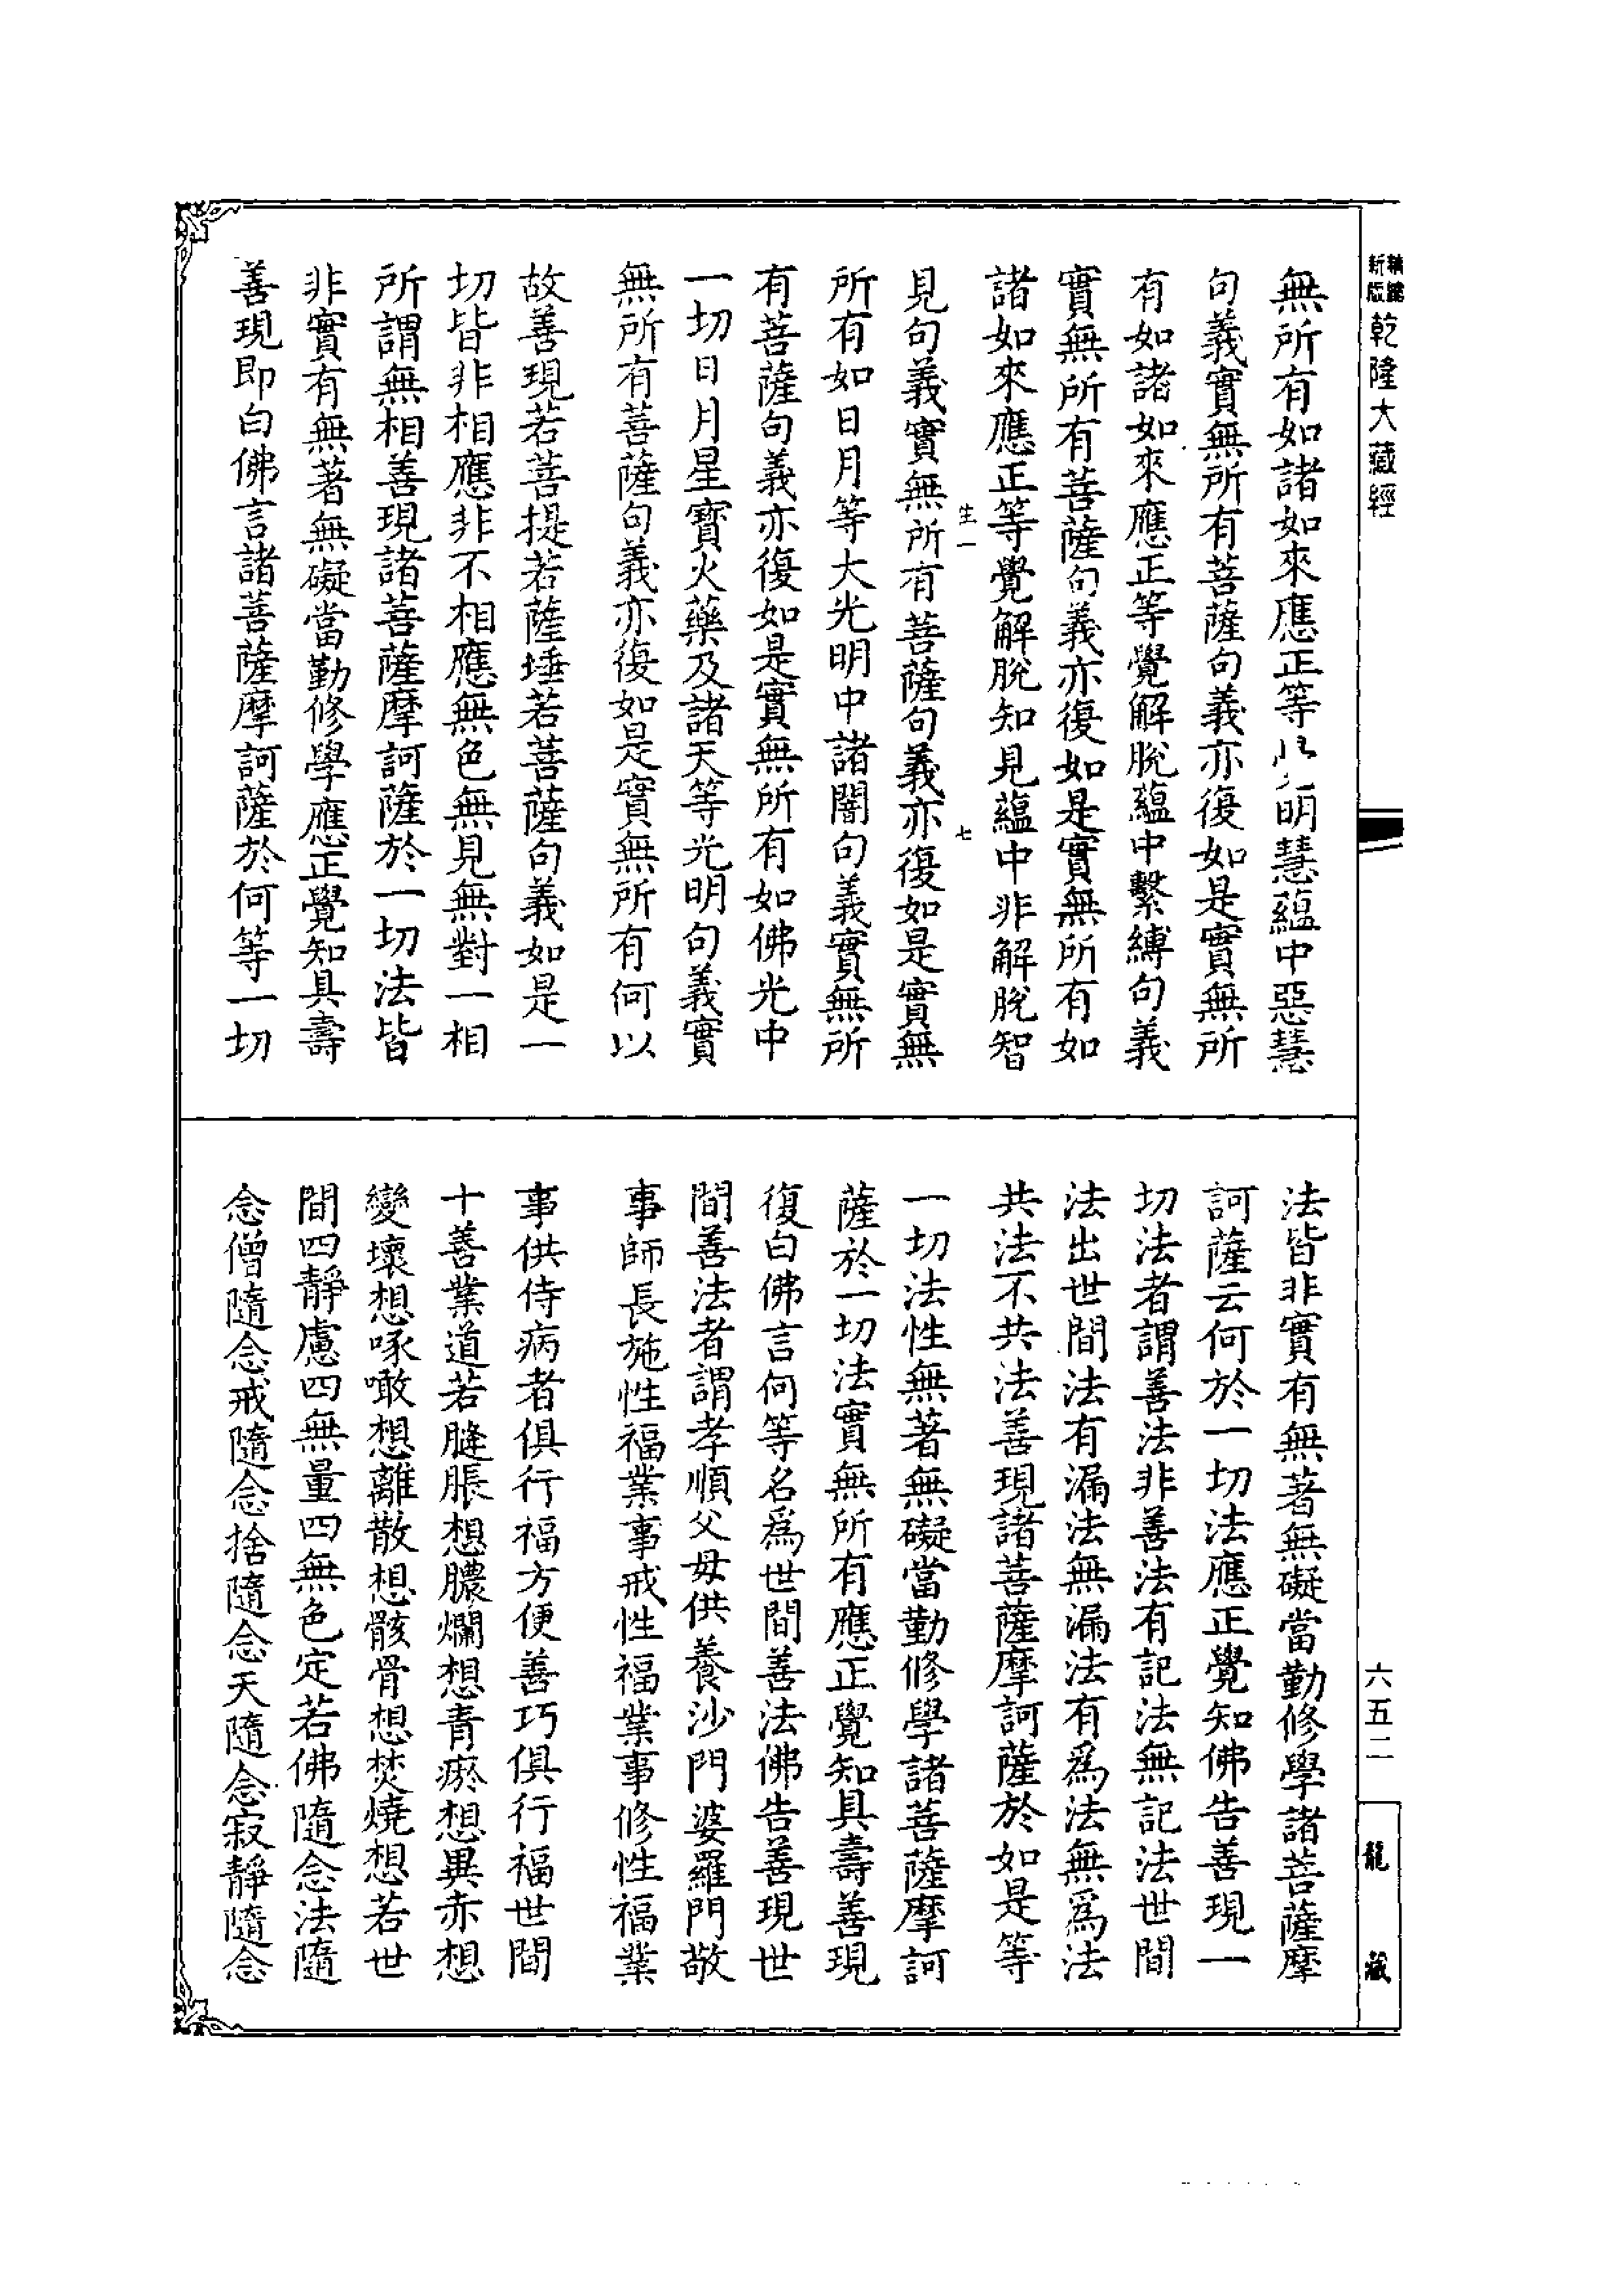 新版
乾隆大藏經
無所有如諸如來應正等明慧蘊中惡慧
句義實無所有菩薩句義亦復如是實無所
有如諸如來應正等覺解脫蘊中繫縛句義
實無所有菩薩句義亦復如是實無所有如
諸如來應正等覺解脫知見蘊中非解脫智
生一 七
見句義實無所有菩薩句義亦復如是實無
所有如日月等大光明中諸闇句義實無所
有菩薩句義亦復如是實無所有如佛光中
一切日月星寶火藥及諸天等光明句義實
無所有菩薩句義亦復如是實無所有何以
故善現若菩提若薩埵若菩薩句義如是一
切皆非相應非不相應無色無見無對一相
所謂無相善現諸菩薩摩訶薩於一切法皆
非實有無著無礙當勤修學應正覺知具壽
善現即白佛言諸菩薩摩訶薩於何等一切
法皆非實有無著無礙當勤修學諸菩薩摩
訶薩云何於一切法應正覺知佛告善現一
切法者謂善法非善法有記法無記法世間
法出世間法有漏法無漏法有為法無為法
共法不共法善現諸菩薩摩訶薩於如是等
一切法性無著無礙當勤修學諸菩薩摩訶
薩於一切法實無所有應正覺知具壽善現
復白佛言何等名為世間善法佛告善現世
間善法者謂孝順父母供養沙門婆羅門敬
事師長施性福業事戒性福業事修性福業
事供侍病者俱行福方便善巧俱行福世間
十善業道若膖脹想膿爛想青瘀想異赤想
變壞想啄噉想離散想骸骨想焚燒想若世
間四靜慮四無量四無色定若佛隨念法隨
念僧隨念戒隨念捨隨念天隨念寂靜隨念
六五二
龍藏